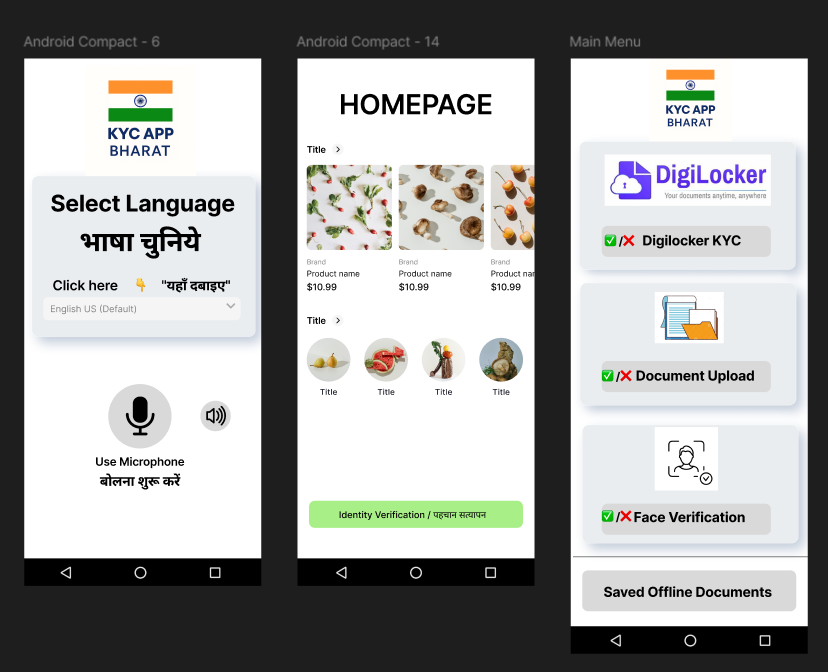 Android Compact - 6
KYC APP
BHARAT
Select Language
भाषा चुनिये
Click here 👇 "यहाँ दबाइए"
English US (Default)
Use Microphone
बोलना शुरू करें
Android Compact - 14
HOMEPAGE
Title
Brand
Product name
$10.99
Brand
Product name
$10.99
Brand
Product nar
$10.99
Title
Title
Title
Title
Title
Identity Verification / पहचान सत्यापन
Main Menu
KYC APP
BHARAT
DigiLocker
Your documents anytime, anywhere
✅/❌ Digilocker KYC
✅/❌ Document Upload
✅/❌ Face Verification
Saved Offline Documents